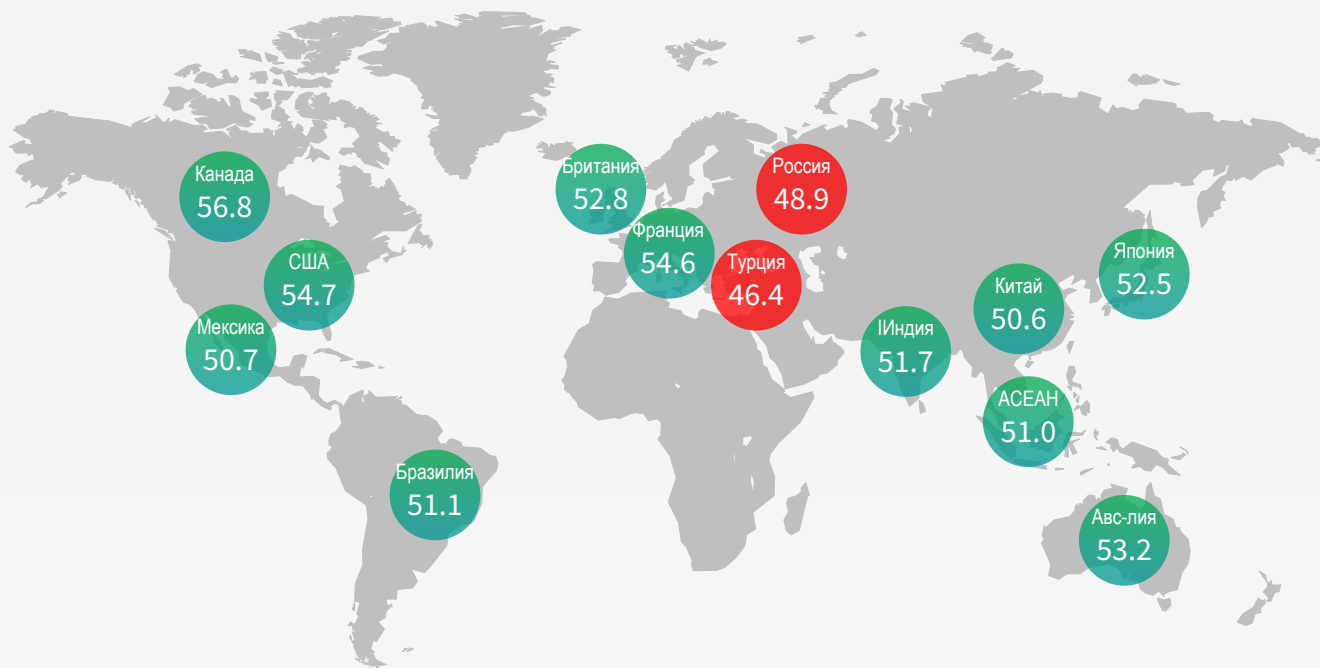 Канада
56.8
США
54.7
Мексика
50.7
Бразилия
51.1
Британия
52.8
Франция
54.6
Россия
48.9
Турция
46.4
IИндия
51.7
Китай
50.6
Япония
52.5
АСЕАН
51.0
Авс-лия
53.2